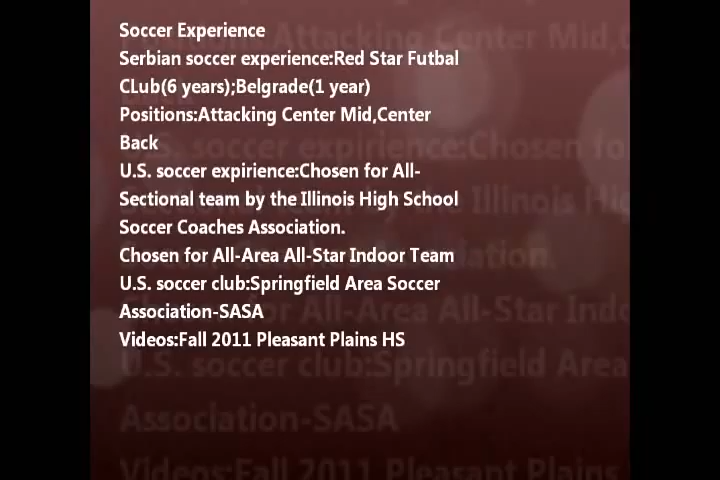 Soccer Experience
Serbian soccer experience:Red Star Futbal
CLub(6 years);Belgrade(1 year)
Positions:Attacking Center Mid,Center
Back
U.S. soccer expirience:Chosen for All-
Sectional team by the Illinois High School
Soccer Coaches Association.
Chosen for All-Area All-Star Indoor Team
U.S. soccer club:Springfield Area Soccer
Association-SASA
Videos:Fall 2011 Pleasant Plains HS